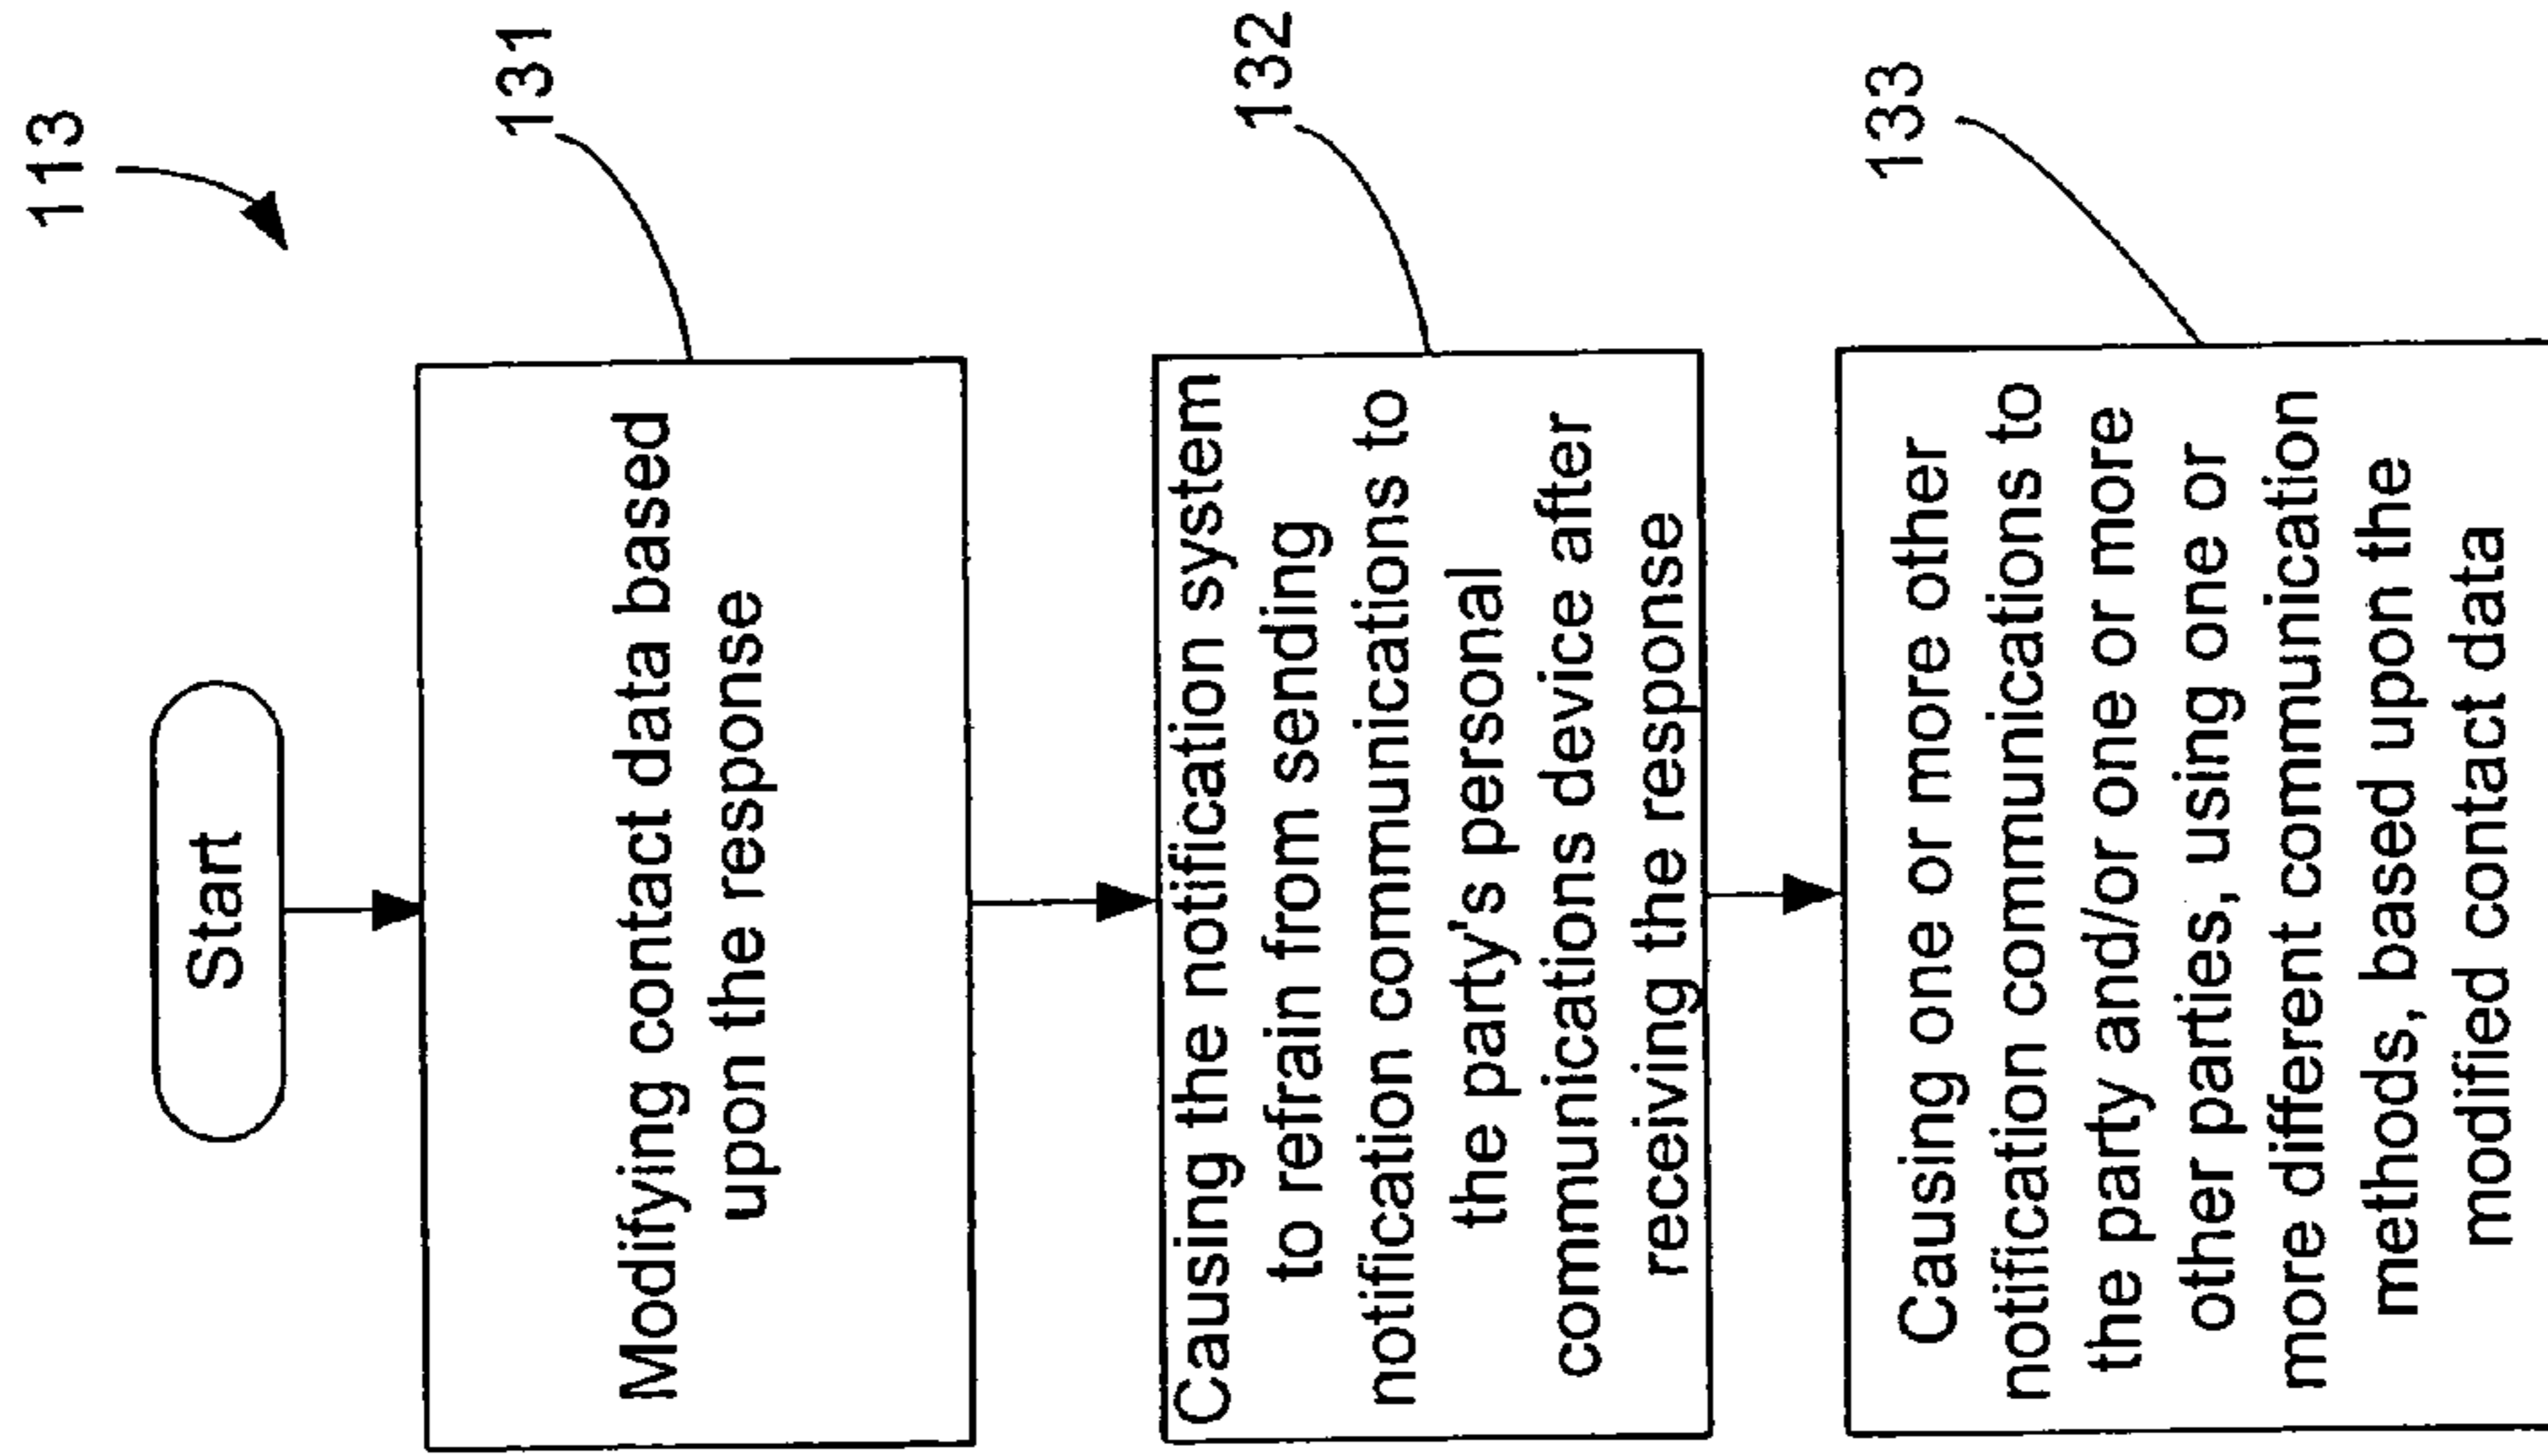 113
Start
131
Modifying contact data based
upon the response
132
Causing the notification system
to refrain from sending
notification communications to
the party's personal
communications device after
receiving the response
133
Causing one or more other
notification communications to
the party and/or one or more
other parties, using one or
more different communication
methods, based upon the
modified contact data